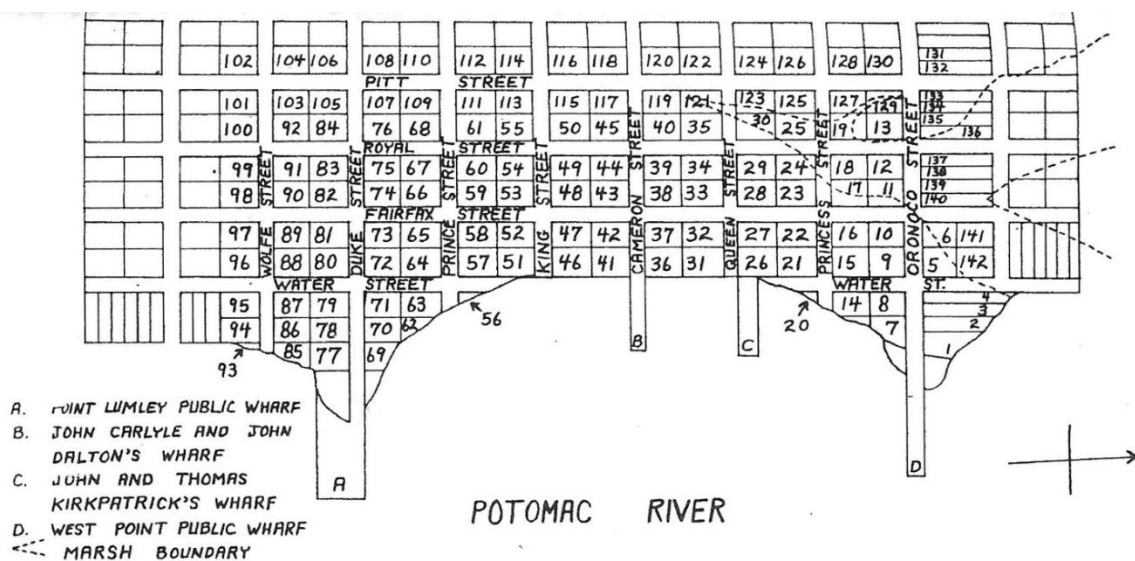 102 104 106 108 110 112 114 116 118 120 122 124 126 128 130 131
132
PITT STREET
101 103 105 107 109 111 113 115 117 119 121 123 125 127 129 133
134
100 92 84 76 68 61 55 50 45 40 35 30 25 19 13 135
136
ROYAL STREET
99 91 83 75 67 60 54 49 44 39 34 29 24 18 12 137
138
98 90 82 74 66 59 53 48 43 38 33 28 23 17 11 139
140
FAIRFAX STREET
97 89 81 73 65 58 52 47 42 37 32 27 22 16 10 6 141
96 88 80 72 64 57 51 46 41 36 31 26 21 15 9 5 142
WATER STREET WATER ST.
95 87 79 71 63 56 20 14 8 4
3
94 86 78 70 62 7 2
93 85 77 69 1
WOLFE STREET
DUKE STREET
PRINCE STREET
KING STREET
CAMERON STREET
QUEEN STREET
PRINCESS STREET
ORONOCO STREET
B C
A D
POTOMAC RIVER
A. POINT LUMLEY PUBLIC WHARF
B. JOHN CARLYLE AND JOHN
DALTON'S WHARF
C. JOHN AND THOMAS
KIRKPATRICK'S WHARF
D. WEST POINT PUBLIC WHARF
MARSH BOUNDARY